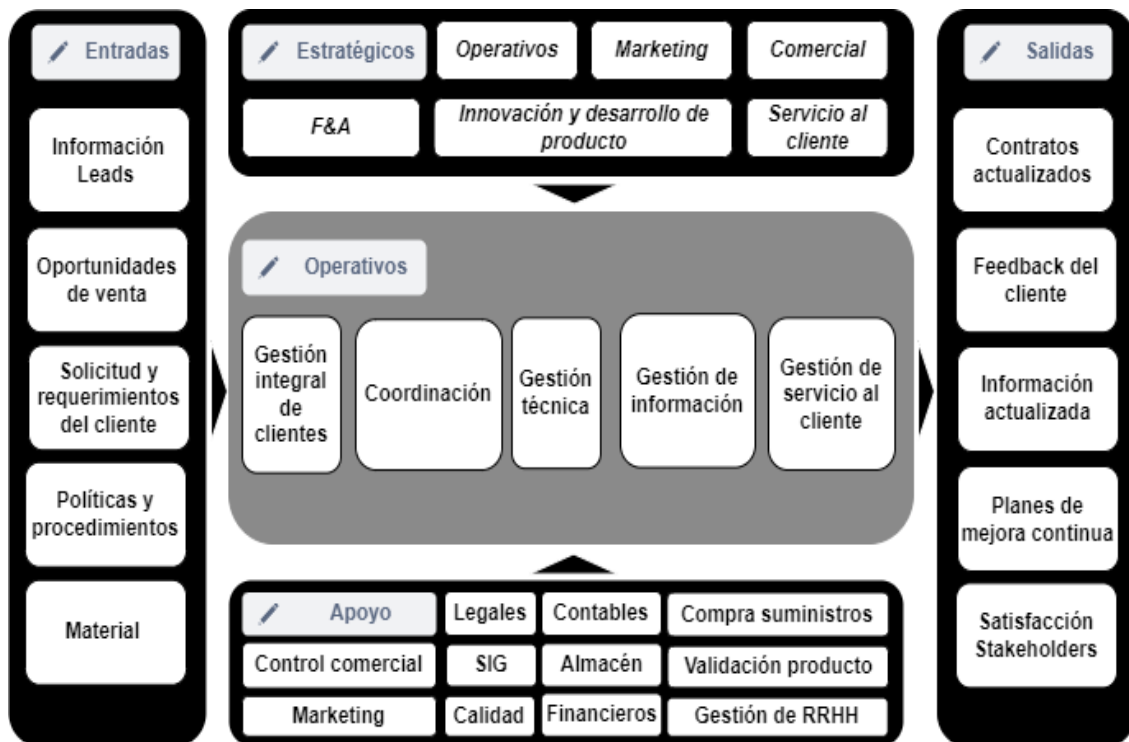 Entradas
Información
Leads
Oportunidades
de venta
Solicitud y
requerimientos
del cliente
Políticas y
procedimientos
Material
Estratégicos
Operativos
Marketing
Comercial
F&A
Innovación y desarrollo de
producto
Servicio al
cliente
Operativos
Gestión
integral
de
clientes
Coordinación
Gestión
técnica
Gestión de
información
Gestión de
servicio al
cliente
Apoyo
Legales
Contables
Compra suministros
Control comercial
SIG
Almacén
Validación producto
Marketing
Calidad
Financieros
Gestión de RRHH
Salidas
Contratos
actualizados
Feedback del
cliente
Información
actualizada
Planes de
mejora continua
Satisfacción
Stakeholders